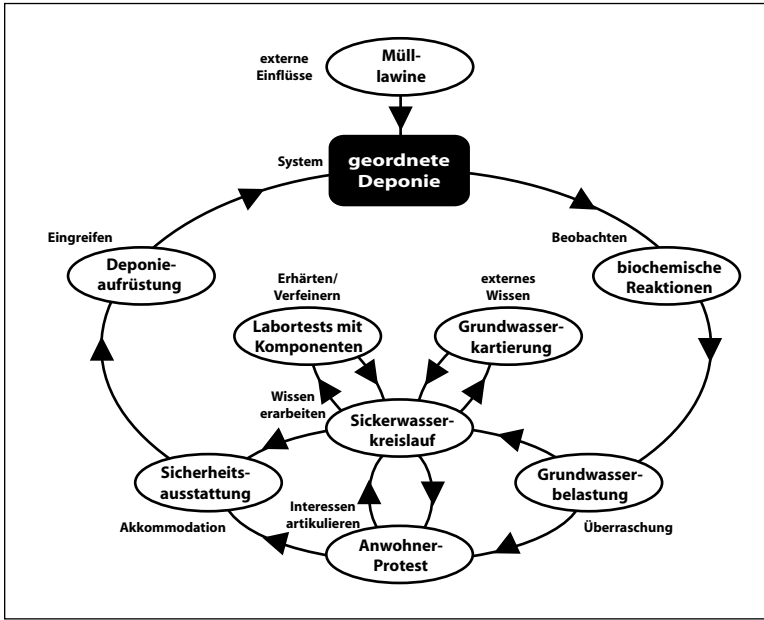 externe
Einflüsse
Müll-
lawine
System
geordnete
Deponie
Eingreifen
Beobachten
Deponie-
aufrüstung
biochemische
Reaktionen
Erhärten/
Verfeinern
externes
Wissen
Labortests mit
Komponenten
Grundwasser-
kartierung
Wissen
erarbeiten
Sickerwasser-
kreislauf
Sicherheits-
ausstattung
Grundwasser-
belastung
Akkommodation
Interessen
artikulieren
Überraschung
Anwohner-
Protest